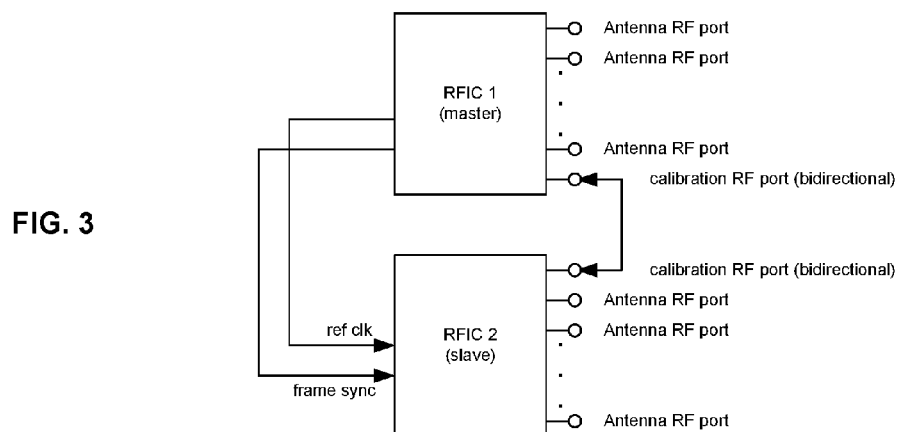 Antenna RF port
Antenna RF port
RFIC 1
(master)
Antenna RF port
calibration RF port (bidirectional)
FIG. 3
calibration RF port (bidirectional)
Antenna RF port
ref clk
RFIC 2
(slave)
Antenna RF port
frame sync
Antenna RF port